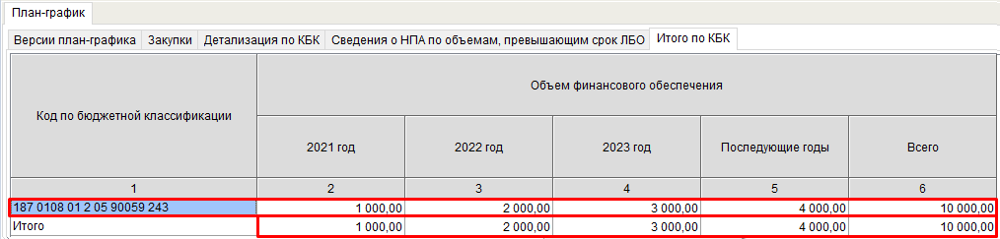 План-график
Версии план-графика Закупки Детализация по КБК Сведения о НПА по объемам, превышающим срок ЛБО Итого по КБК
Код по бюджетной классификации
Объем финансового обеспечения
2021 год 2022 год 2023 год Последующие годы Всего
1 2 3 4 5 6
187 0108 01 2 05 90059 243 1 000,00 2 000,00 3 000,00 4 000,00 10 000,00
Итого 1 000,00 2 000,00 3 000,00 4 000,00 10 000,00